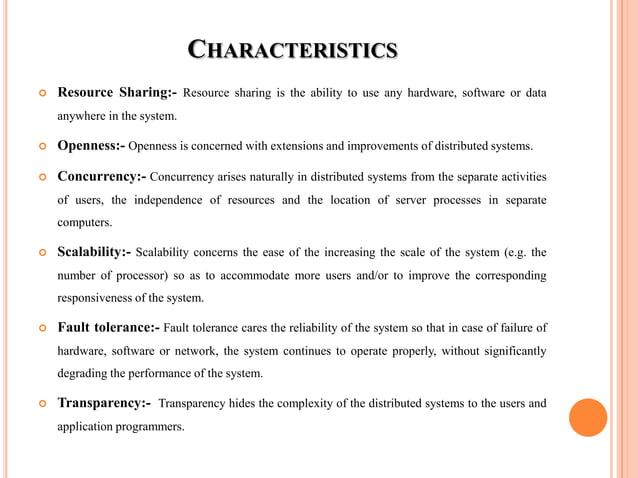 CHARACTERISTICS
Resource Sharing:- Resource sharing is the ability to use any hardware, software or data
anywhere in the system.
Openness:- Openness is concerned with extensions and improvements of distributed systems.
Concurrency:- Concurrency arises naturally in distributed systems from the separate activities
of users, the independence of resources and the location of server processes in separate
computers.
Scalability:- Scalability concerns the ease of the increasing the scale of the system (e.g. the
number of processor) so as to accommodate more users and/or to improve the corresponding
responsiveness of the system.
Fault tolerance:- Fault tolerance cares the reliability of the system so that in case of failure of
hardware, software or network, the system continues to operate properly, without significantly
degrading the performance of the system.
Transparency:- Transparency hides the complexity of the distributed systems to the users and
application programmers.